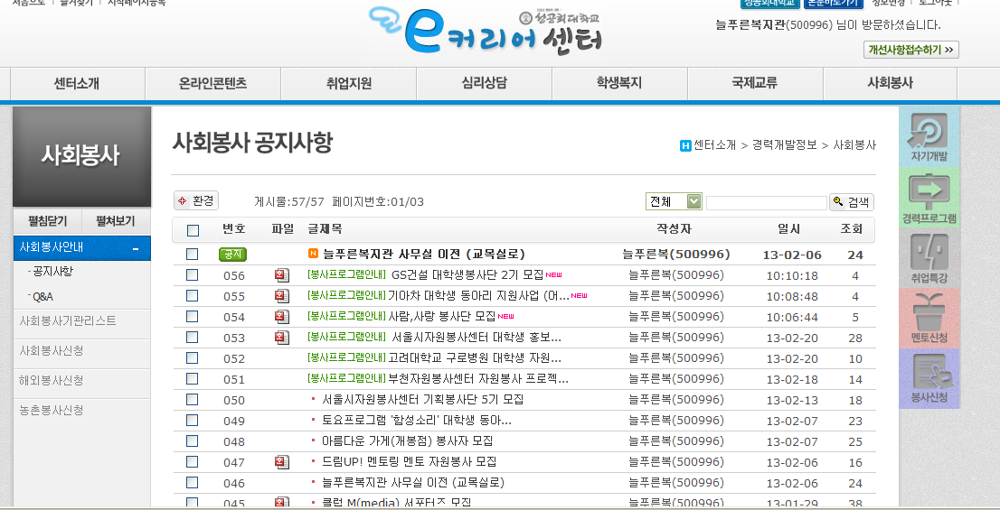 처음으로 | 즐겨찾기 | 시작페이지등록
성공회대학교 본문바로가기 정보변경 | 로그아웃
e커리어센터 성공회대학교
늘푸른복지관(500996) 님이 방문하셨습니다.
개선사항접수하기 >>
센터소개 온라인콘텐츠 취업지원 심리상담 학생복지 국제교류 사회봉사
사회봉사
펼침닫기 펼쳐보기
사회봉사안내 −
- 공지사항
- Q&A
사회봉사기관리스트
사회봉사신청
해외봉사신청
농촌봉사신청
사회봉사 공지사항
H 센터소개 > 경력개발정보 > 사회봉사
환경 게시물:57/57 페이지번호:01/03 전체 검색
번호 파일 글제목 작성자 일시 조회
공지 N 늘푸른복지관 사무실 이전 (교목실로) 늘푸른복지관(500996) 13-02-06 24
056 [봉사프로그램안내] GS건설 대학생봉사단 2기 모집 NEW 늘푸른복(500996) 10:10:18 4
055 [봉사프로그램안내] 기아차 대학생 동아리 지원사업 (머... NEW 늘푸른복(500996) 10:08:48 4
054 [봉사프로그램안내] 사람,사랑 봉사단 모집 NEW 늘푸른복(500996) 10:06:44 5
053 [봉사프로그램안내] 서울시자원봉사센터 대학생 홍보... 늘푸른복(500996) 13-02-20 28
052 [봉사프로그램안내] 고려대학교 구로병원 대학생 자원... 늘푸른복(500996) 13-02-20 10
051 [봉사프로그램안내] 부천자원봉사센터 자원봉사 프로젝... 늘푸른복(500996) 13-02-18 14
050 서울시자원봉사센터 기획봉사단 5기 모집 늘푸른복(500996) 13-02-13 18
049 토요프로그램 '함성소리' 대학생 동아... 늘푸른복(500996) 13-02-07 23
048 아름다운 가게(개봉점) 봉사자 모집 늘푸른복(500996) 13-02-07 25
047 드림UP! 멘토링 멘토 자원봉사 모집 늘푸른복(500996) 13-02-06 16
046 늘푸른복지관 사무실 이전 (교목실로) 늘푸른복(500996) 13-02-06 24
045 클럽 M(media) 서포터즈 모집 늘푸른복(500996) 13-01-29 38
자기개발
경력프로그램
취업특강
멘토신청
봉사신청